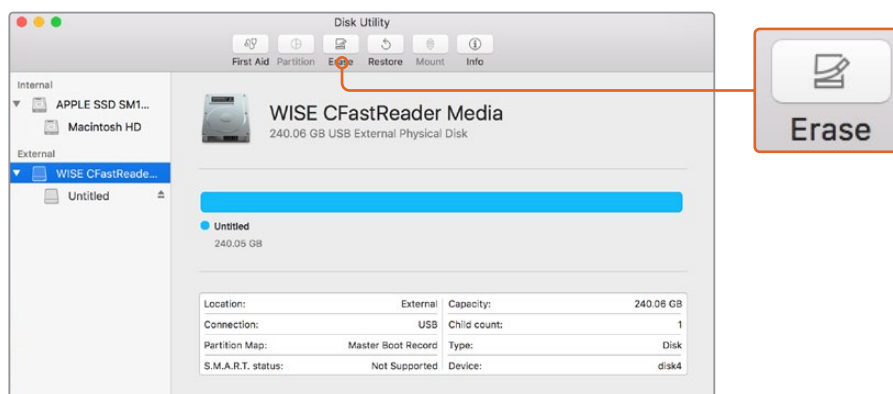 Disk Utility
First Aid Partition Erase Restore Mount Info
Erase
Internal
APPLE SSD SM1...
Macintosh HD
External
WISE CFastReade...
Untitled
WISE CFastReader Media
240.06 GB USB External Physical Disk
Untitled
240.05 GB
Location: External Capacity: 240.06 GB
Connection: USB Child count: 1
Partition Map: Master Boot Record Type: Disk
S.M.A.R.T. status: Not Supported Device: disk4